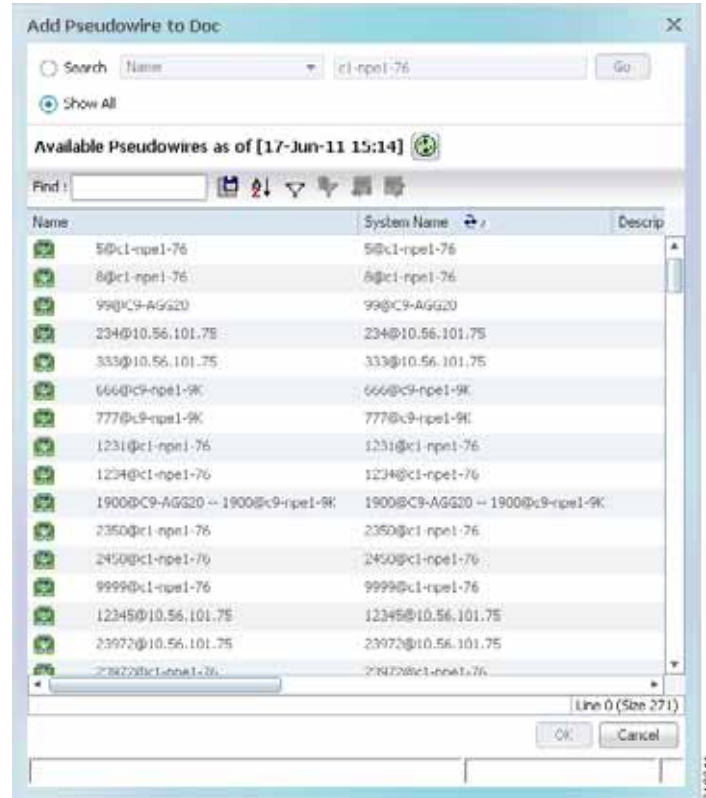 Add Pseudowire to Doc
Search Name c1-npe1-76 Go
Show All
Available Pseudowires as of [17-Jun-11 15:14]
Find :
Name System Name Descrip
5@c1-npe1-76 5@c1-npe1-76
8@c1-npe1-76 8@c1-npe1-76
99@C9-AGG20 99@C9-AGG20
234@10.56.101.75 234@10.56.101.75
333@10.56.101.75 333@10.56.101.75
666@c9-npe1-9K 666@c9-npe1-9K
777@c9-npe1-9K 777@c9-npe1-9K
1231@c1-npe1-76 1231@c1-npe1-76
1234@c1-npe1-76 1234@c1-npe1-76
1900@C9-AGG20 -- 1900@c9-npe1-9K 1900@C9-AGG20 -- 1900@c9-npe1-9K
2350@c1-npe1-76 2350@c1-npe1-76
2450@c1-npe1-76 2450@c1-npe1-76
9999@c1-npe1-76 9999@c1-npe1-76
12345@10.56.101.75 12345@10.56.101.75
23972@10.56.101.75 23972@10.56.101.75
23972@c1-npe1-76 23972@c1-npe1-76
Line 0 (Size 271)
OK Cancel